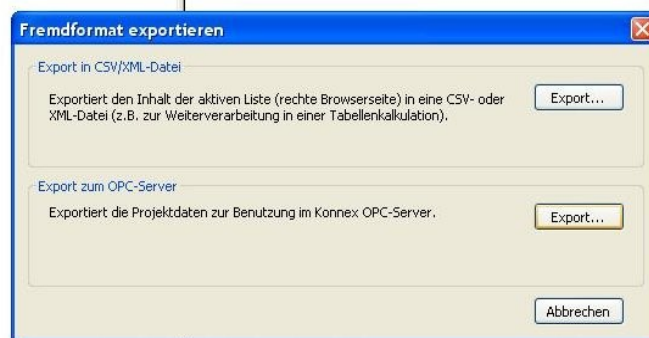 Fremdformat exportieren
Export in CSV/XML-Datei
Exportiert den Inhalt der aktiven Liste (rechte Browserseite) in eine CSV- oder
XML-Datei (z.B. zur Weiterverarbeitung in einer Tabellenkalkulation).
Export...
Export zum OPC-Server
Exportiert die Projektdaten zur Benutzung im Konnex OPC-Server.
Export...
Abbrechen